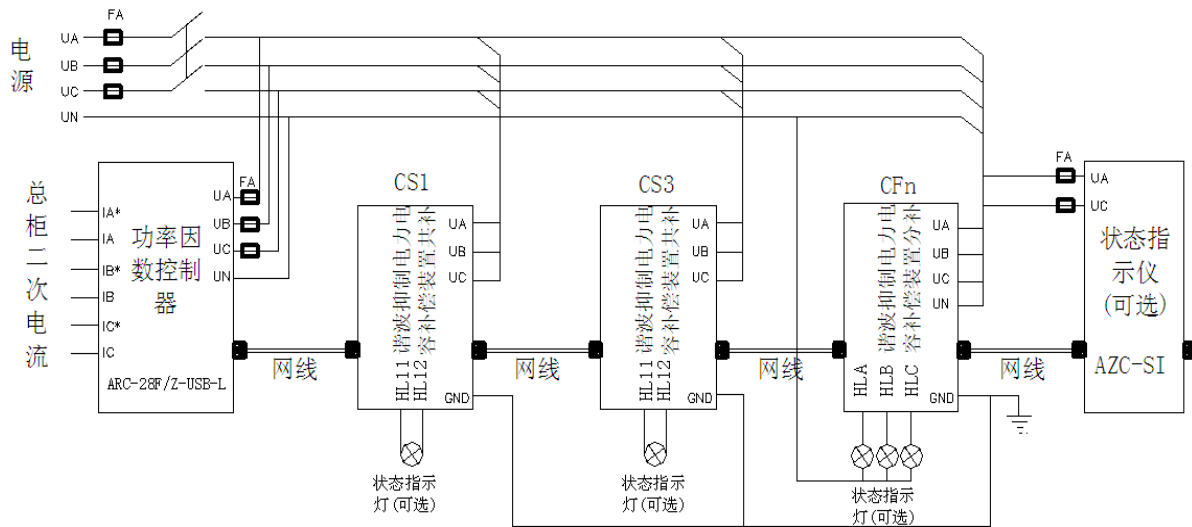 电源
FA
UA
UB
UC
UN
总柜二次电流
IA*
IA
IB*
IB
IC*
IC
功率因
数控制
器
FA
UA
UB
UC
UN
ARC-28F/Z-USB-L
网线
CS1
谐波抑制电力电
容补偿装置共补
UA
UB
UC
HL11
HL12
GND
状态指示
灯(可选)
网线
CS3
谐波抑制电力电
容补偿装置共补
UA
UB
UC
HL11
HL12
GND
状态指示
灯(可选)
网线
CFn
谐波抑制电力电
容补偿装置分补
UA
UB
UC
UN
HLA
HLB
HLC
GND
状态指示
灯(可选)
网线
FA
UA
UC
状态指
示仪
(可选)
AZC-SI